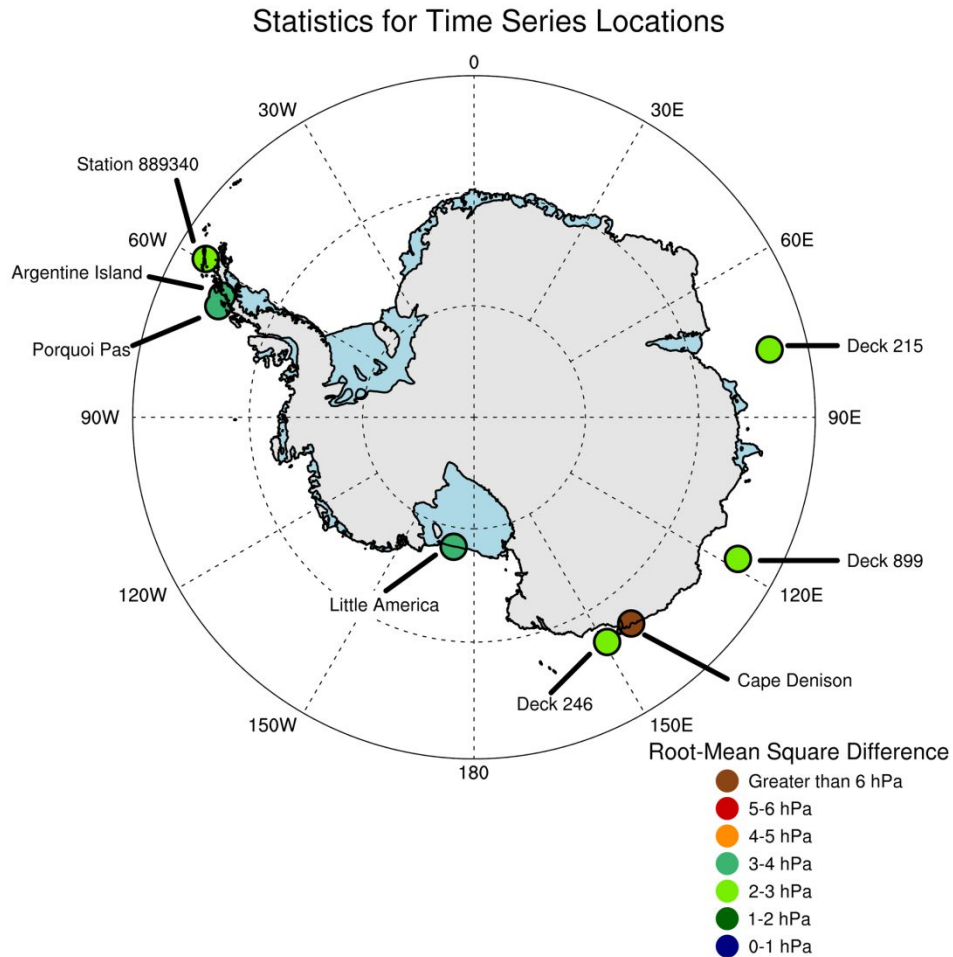 Statistics for Time Series Locations
0
30W
30E
Station 889340
60W
60E
Argentine Island
Porquoi Pas
Deck 215
90W
90E
Deck 899
120W
120E
Little America
Cape Denison
Deck 246
150W
150E
180
Root-Mean Square Difference
Greater than 6 hPa
5-6 hPa
4-5 hPa
3-4 hPa
2-3 hPa
1-2 hPa
0-1 hPa